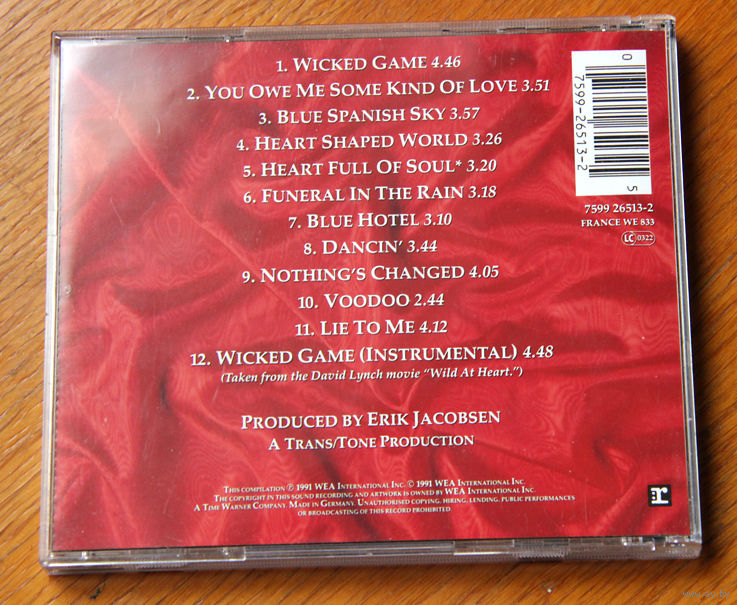 1. WICKED GAME 4.46
2. YOU OWE ME SOME KIND OF LOVE 3.51
3. BLUE SPANISH SKY 3.57
4. HEART SHAPED WORLD 3.26
5. HEART FULL OF SOUL* 3.20
6. FUNERAL IN THE RAIN 3.18
7. BLUE HOTEL 3.10
8. DANCIN' 3.44
9. NOTHING'S CHANGED 4.05
10. VOODOO 2.44
11. LIE TO ME 4.12
12. WICKED GAME (INSTRUMENTAL) 4.48
(Taken from the David Lynch movie "Wild At Heart.")
PRODUCED BY ERIK JACOBSEN
A TRANS/TONE PRODUCTION
THIS COMPILATION ℗ 1991 WEA INTERNATIONAL INC. © 1991 WEA INTERNATIONAL INC.
THE COPYRIGHT IN THIS SOUND RECORDING AND ARTWORK IS OWNED BY WEA INTERNATIONAL INC.
A TIME WARNER COMPANY. MADE IN GERMANY. UNAUTHORISED COPYING, HIRING, LENDING, PUBLIC PERFORMANCES
OR BROADCASTING OF THIS RECORD PROHIBITED
0
7599-26513-2
5
7599 26513-2
FRANCE WE 833
LC 0322
r